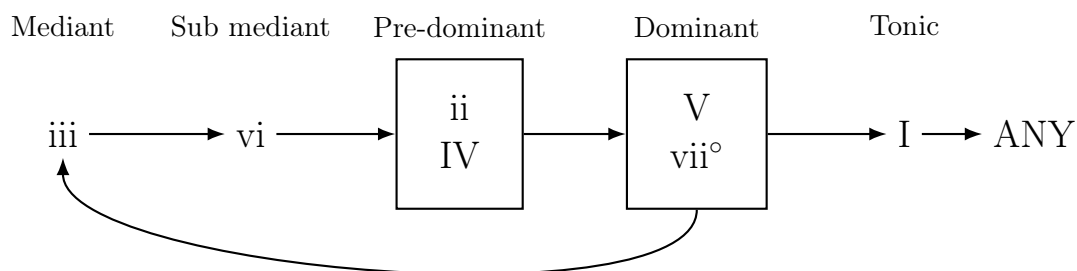 Mediant Sub mediant Pre-dominant Dominant Tonic
iii vi ii IV V vii° I ANY